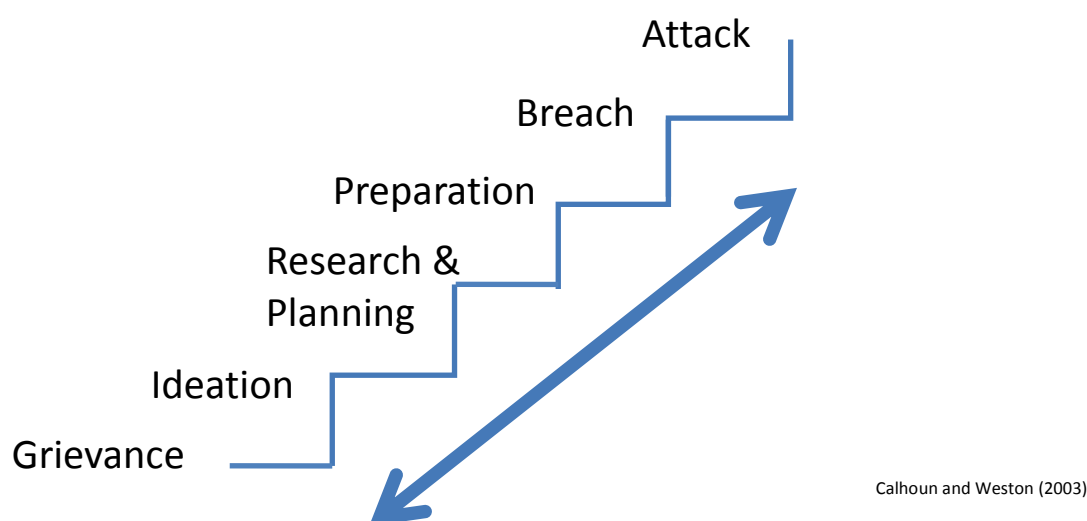 Attack
Breach
Preparation
Research &
Planning
Ideation
Grievance
Calhoun and Weston (2003)